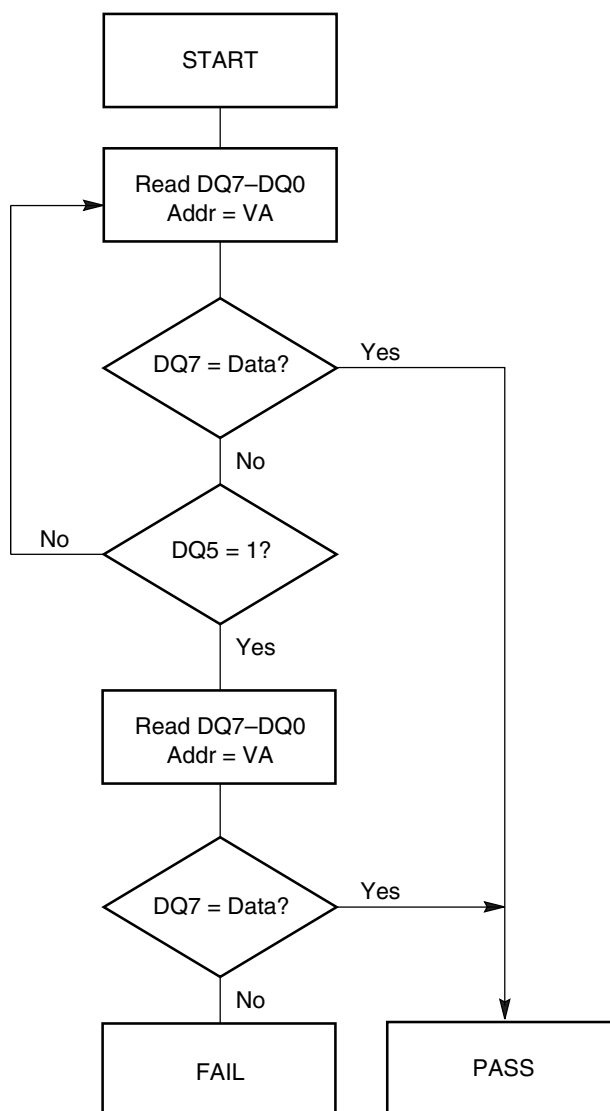 START
Read DQ7–DQ0
Addr = VA
DQ7 = Data?
Yes
No
No
DQ5 = 1?
Yes
Read DQ7–DQ0
Addr = VA
DQ7 = Data?
Yes
No
FAIL
PASS